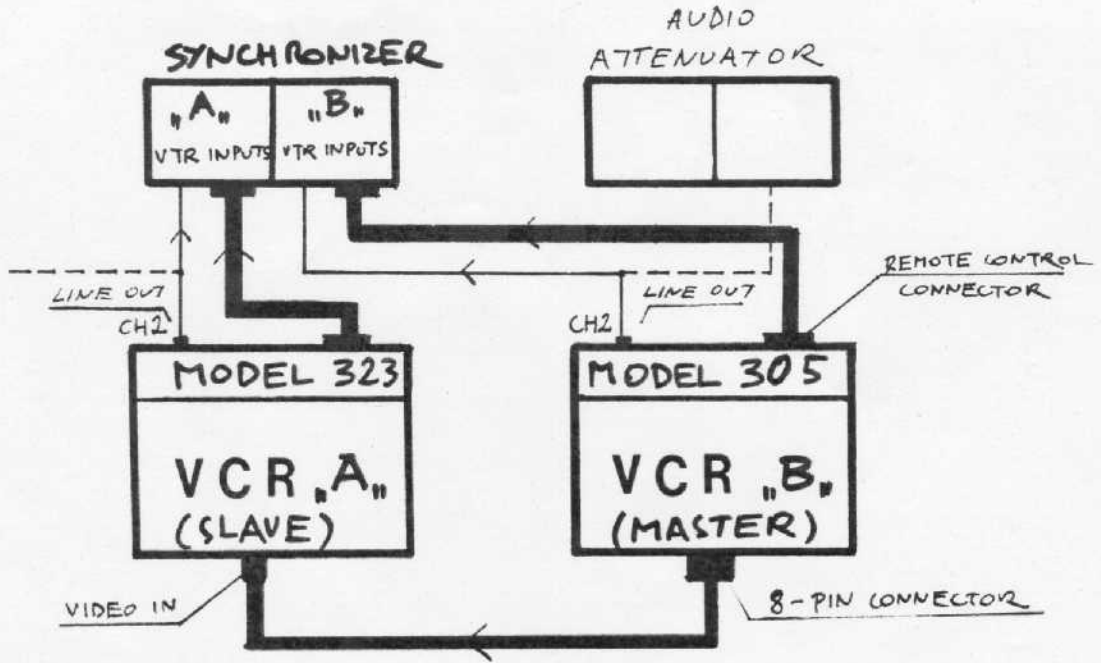 SYNCHRONIZER
AUDIO
ATTENUATOR
„A„
VTR INPUTS
„B„
VTR INPUTS
REMOTE CONTROL
CONNECTOR
LINE OUT
CH2
LINE OUT
CH2
MODEL 323
VCR „A„
(SLAVE)
MODEL 305
VCR „B„
(MASTER)
VIDEO IN
8-PIN CONNECTOR